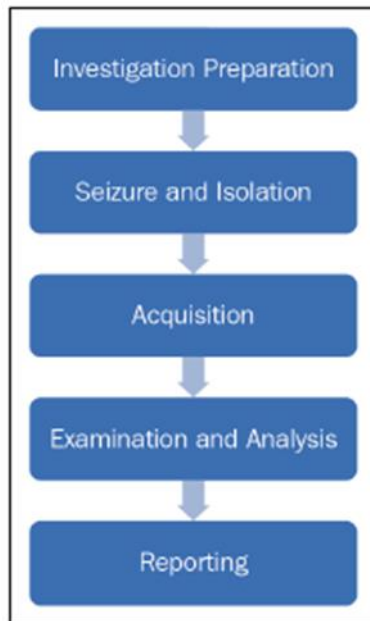 Investigation Preparation
Seizure and Isolation
Acquisition
Examination and Analysis
Reporting